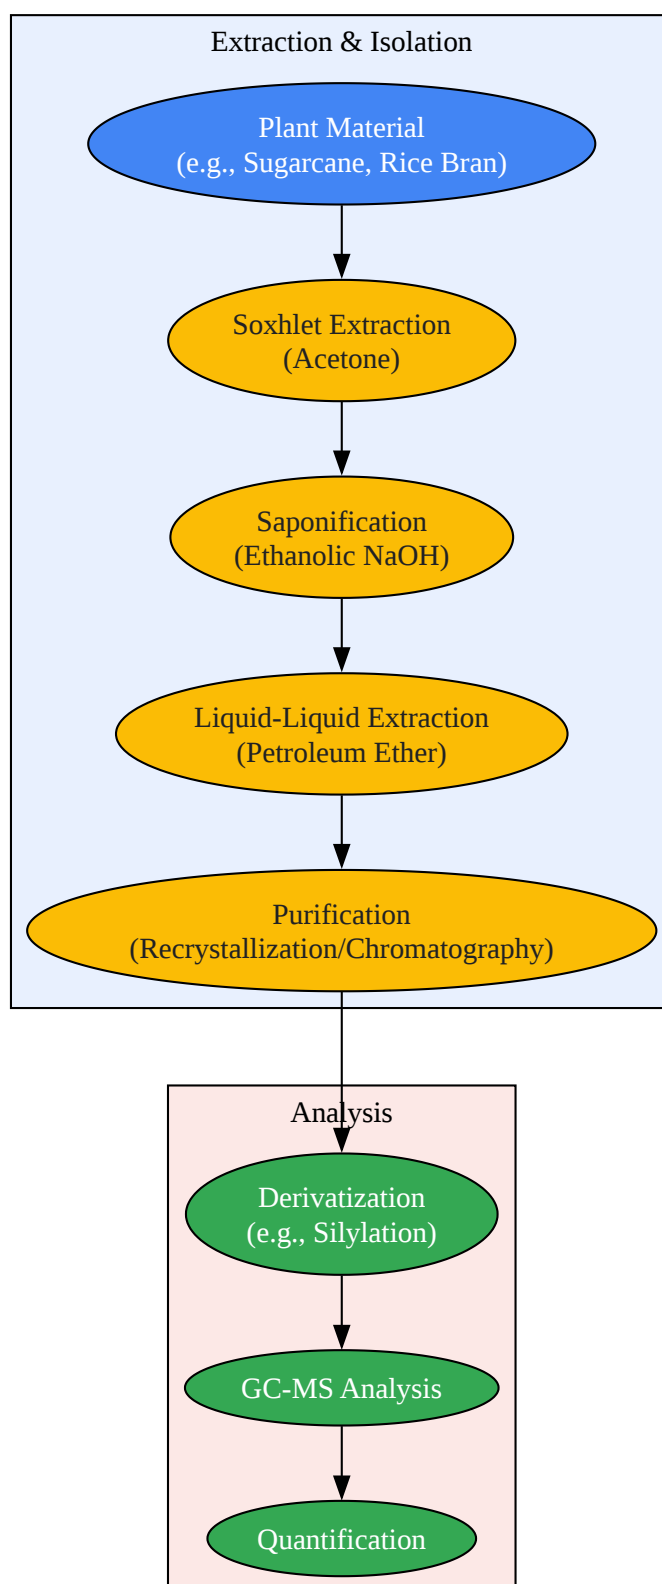 Extraction & Isolation
Plant Material
(e.g., Sugarcane, Rice Bran)
Soxhlet Extraction
(Acetone)
Saponification
(Ethanolic NaOH)
Liquid-Liquid Extraction
(Petroleum Ether)
Purification
(Recrystallization/Chromatography)
Analysis
Derivatization
(e.g., Silylation)
GC-MS Analysis
Quantification